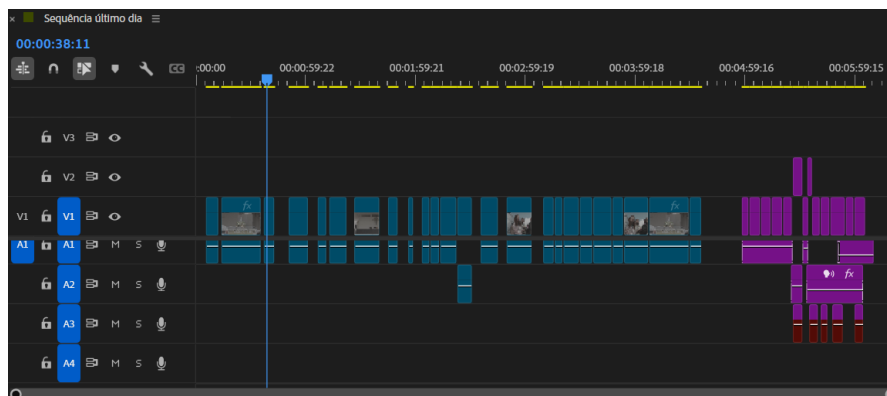 × Sequência último dia ≡
00:00:38:11
CC :00:00 00:00:59:22 00:01:59:21 00:02:59:19 00:03:59:18 00:04:59:16 00:05:59:15
V3
V2
V1 V1 fx fx
A1 A1 M S
A2 M S fx
A3 M S
A4 M S